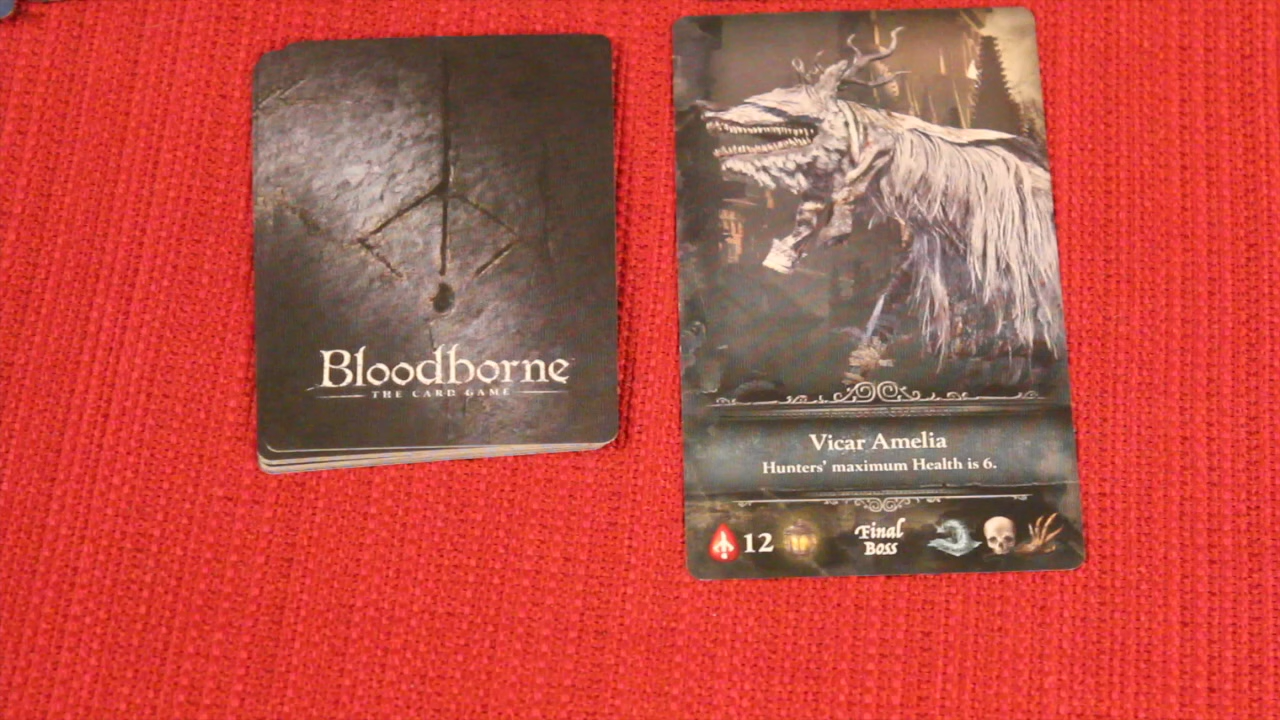 Bloodborne
THE CARD GAME
Vicar Amelia
Hunters' maximum Health is 6.
12
Final
Boss